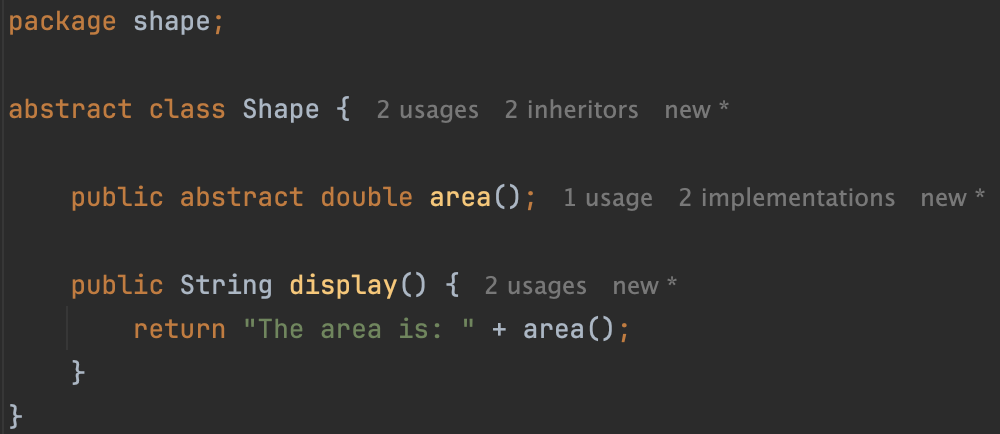 package shape;
abstract class Shape { 2 usages 2 inheritors new *
public abstract double area(); 1 usage 2 implementations new *
public String display() { 2 usages new *
return "The area is: " + area();
}
}